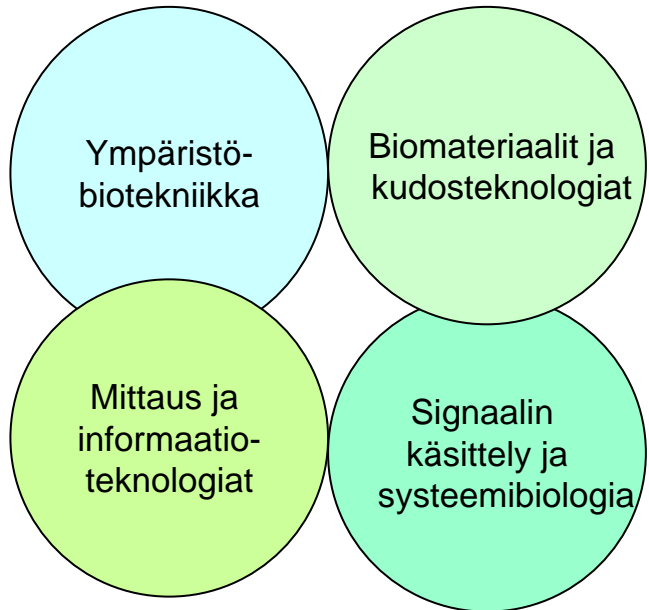 Ympäristö-
biotekniikka
Biomateriaalit ja
kudosteknologiat
Mittaus ja
informaatio-
teknologiat
Signaalin
käsittely ja
systeemibiologia